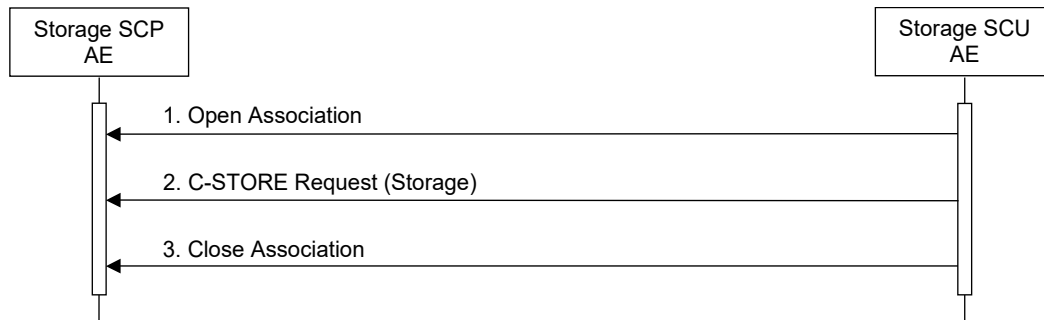 Storage SCP
AE
Storage SCU
AE
1. Open Association
2. C-STORE Request (Storage)
3. Close Association